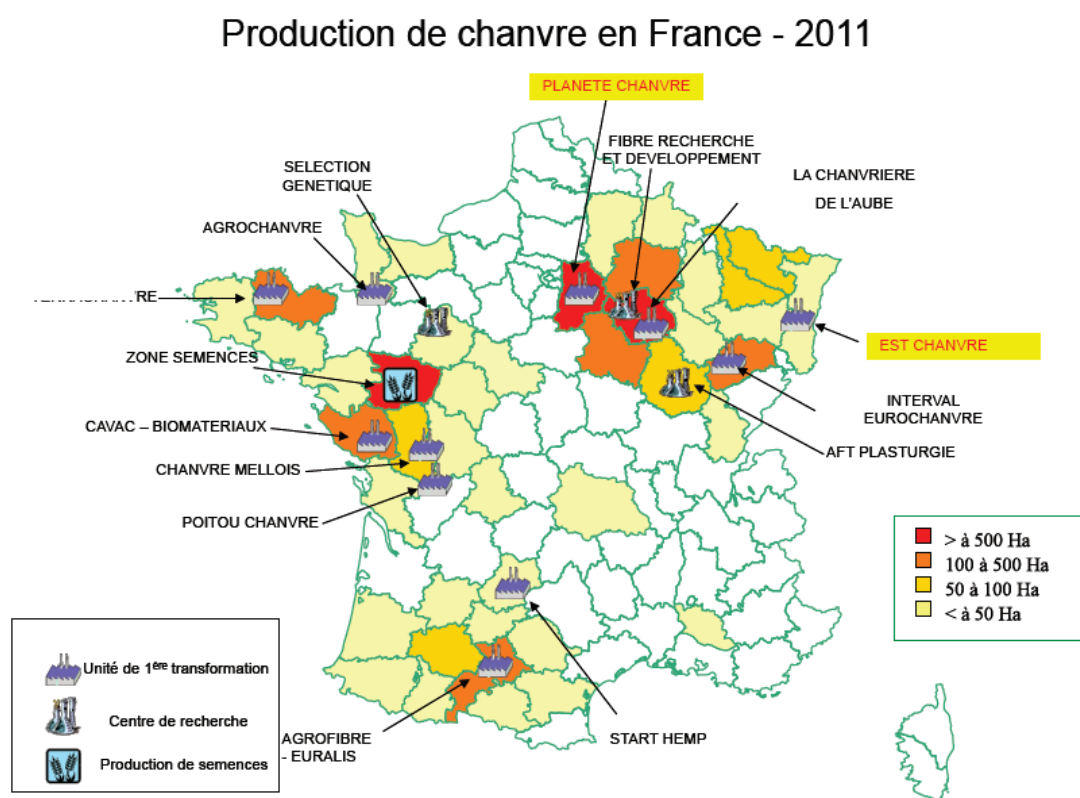 Production de chanvre en France - 2011
PLANETE CHANVRE
FIBRE RECHERCHE
ET DEVELOPPEMENT
SELECTION
GENETIQUE
LA CHANVRIERE
DE L'AUBE
AGROCHANVRE
ZONE SEMENCES
EST CHANVRE
INTERVAL
EUROCHANVRE
CAVAC – BIOMATERIAUX
AFT PLASTURGIE
CHANVRE MELLOIS
POITOU CHANVRE
> à 500 Ha
100 à 500 Ha
50 à 100 Ha
< à 50 Ha
Unité de 1ère transformation
Centre de recherche
Production de semences
AGROFIBRE
- EURALIS
START HEMP